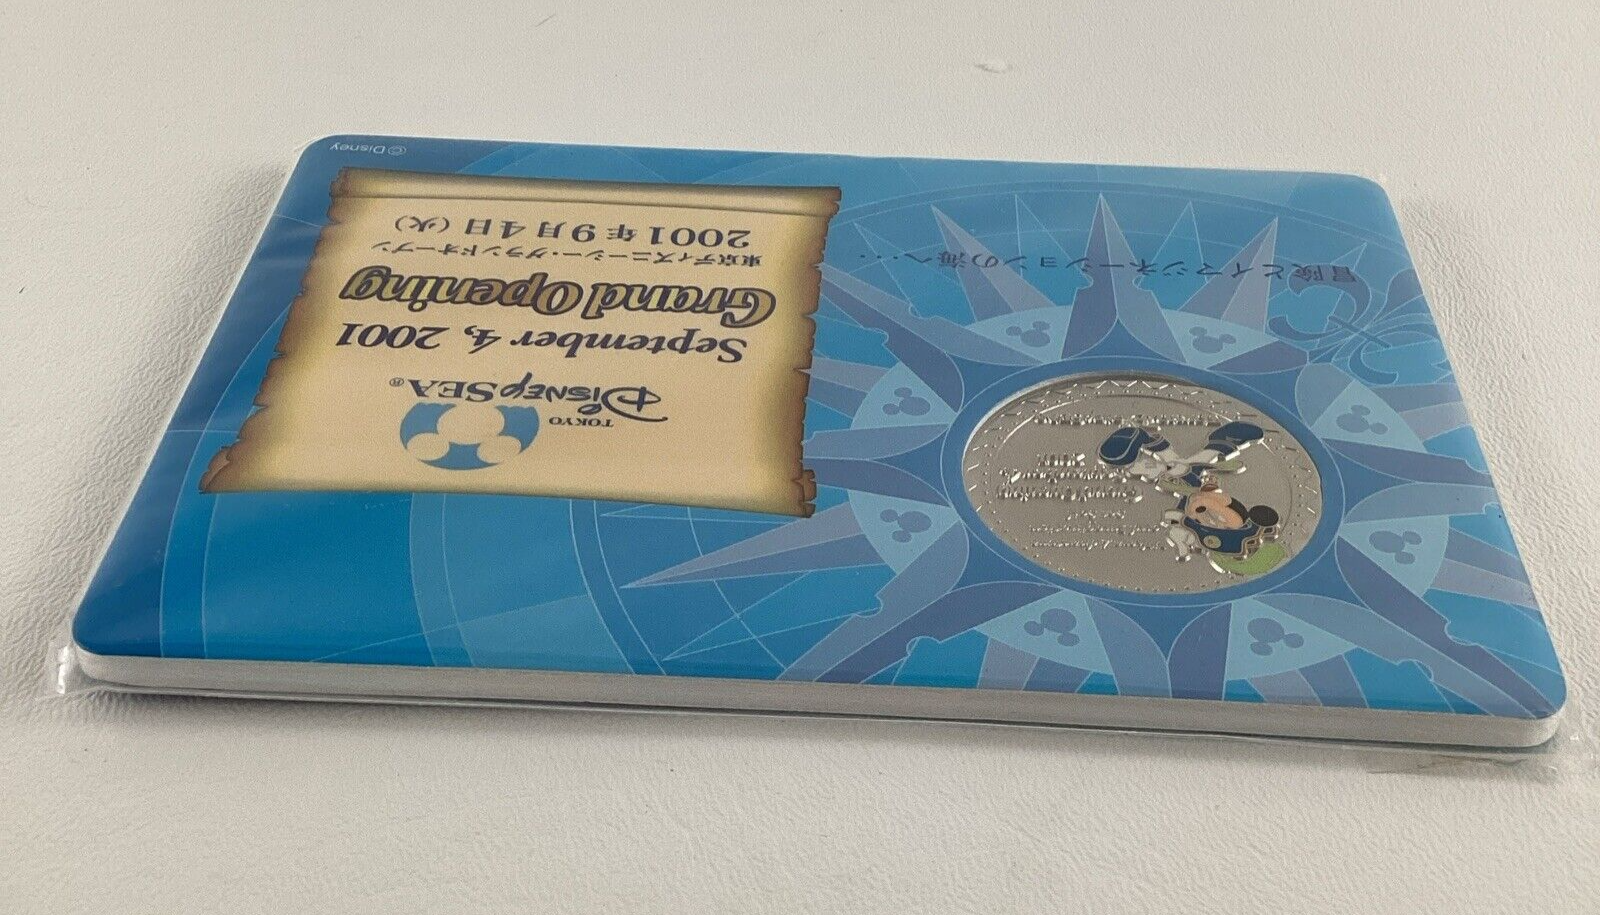 冒険とイマジネーションの海へ・・・
TOKYO
DISNEYSEA®
September 4, 2001
Grand Opening
東京ディズニーシー・グランドオープン
2001年9月4日(火)
©Disney